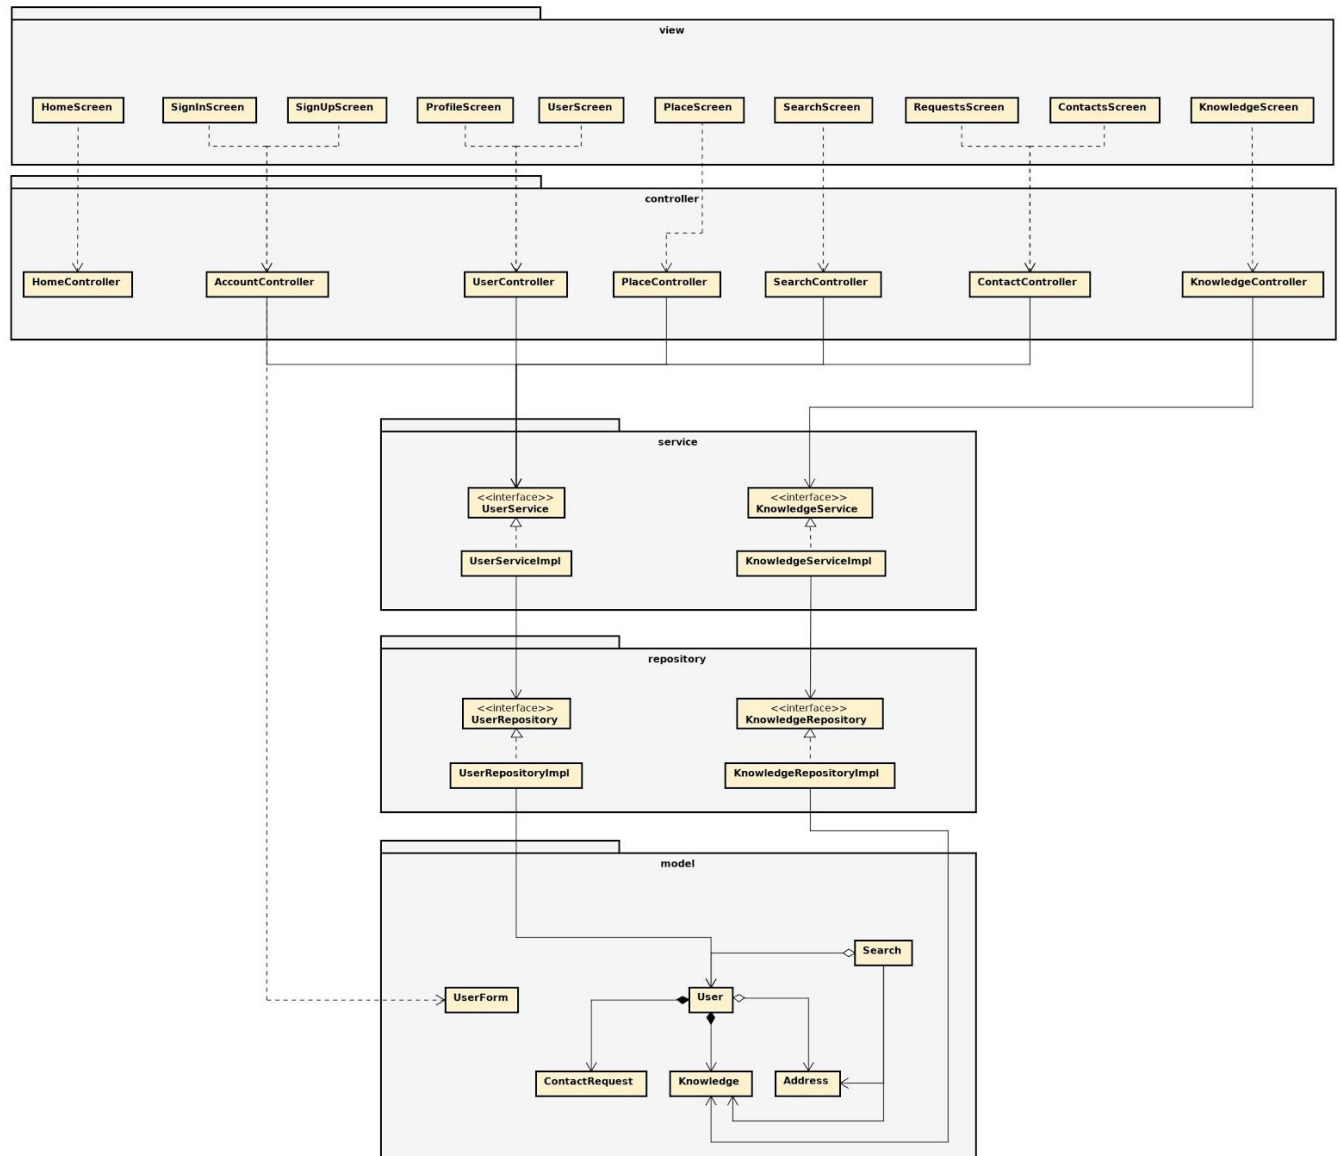 view
HomeScreen
SignInScreen
SignUpScreen
ProfileScreen
UserScreen
PlaceScreen
SearchScreen
RequestsScreen
ContactsScreen
KnowledgeScreen
controller
HomeController
AccountController
UserController
PlaceController
SearchController
ContactController
KnowledgeController
service
<<interface>>
UserService
<<interface>>
KnowledgeService
UserServiceImpl
KnowledgeServiceImpl
repository
<<interface>>
UserRepository
<<interface>>
KnowledgeRepository
UserRepositoryImpl
KnowledgeRepositoryImpl
model
Search
UserForm
User
ContactRequest
Knowledge
Address